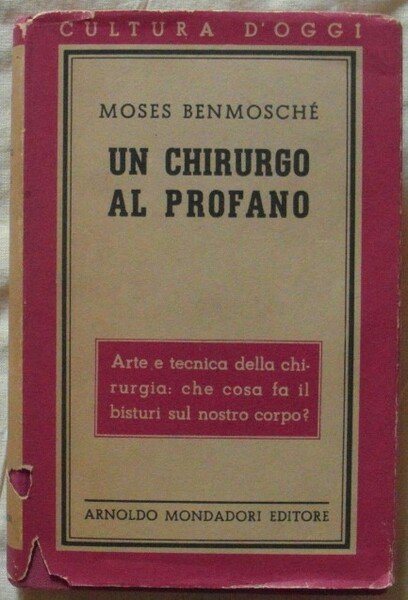 CULTURA D'OGGI
MOSES BENMOSCHÉ
UN CHIRURGO
AL PROFANO
Arte e tecnica della chi-
rurgia: che cosa fa il
bisturi sul nostro corpo?
ARNOLDO MONDADORI EDITORE